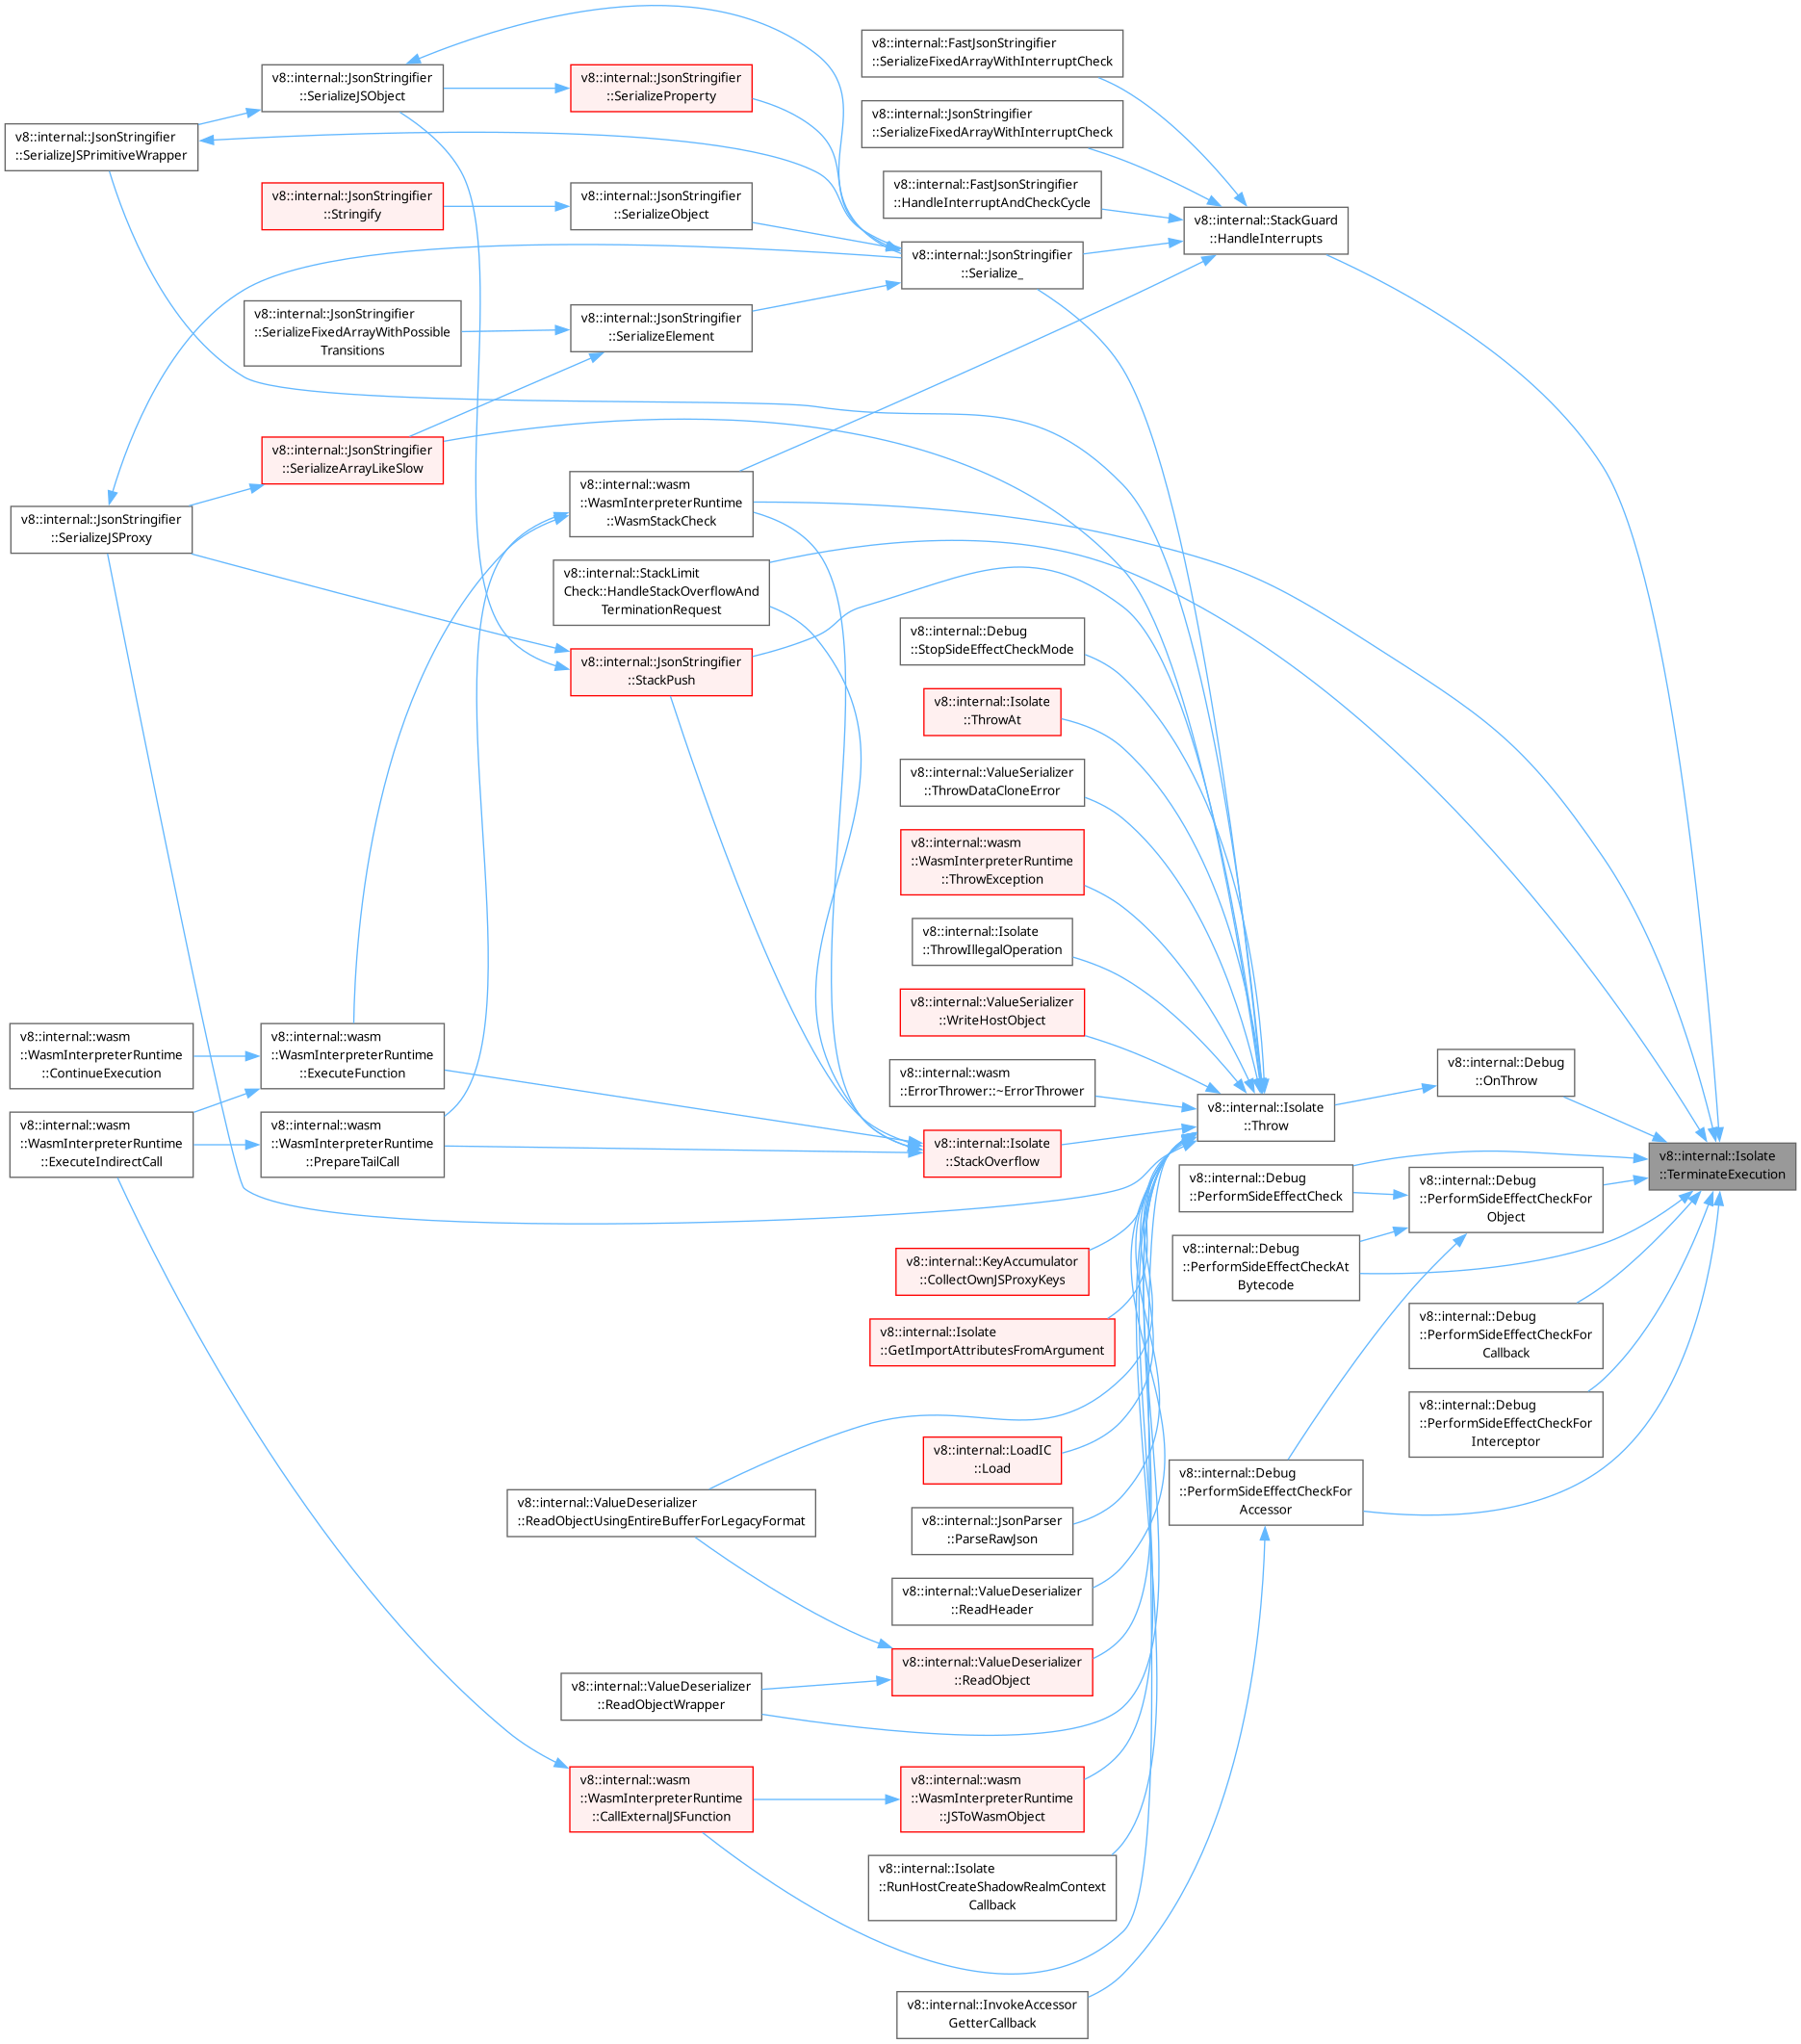 v8::internal::FastJsonStringifier
::SerializeFixedArrayWithInterruptCheck
v8::internal::JsonStringifier
::SerializeJSObject
v8::internal::JsonStringifier
::SerializeProperty
v8::internal::JsonStringifier
::SerializeFixedArrayWithInterruptCheck
v8::internal::JsonStringifier
::SerializeJSPrimitiveWrapper
v8::internal::FastJsonStringifier
::HandleInterruptAndCheckCycle
v8::internal::JsonStringifier
::Stringify
v8::internal::JsonStringifier
::SerializeObject
v8::internal::StackGuard
::HandleInterrupts
v8::internal::JsonStringifier
::Serialize_
v8::internal::JsonStringifier
::SerializeFixedArrayWithPossible
Transitions
v8::internal::JsonStringifier
::SerializeElement
v8::internal::JsonStringifier
::SerializeArrayLikeSlow
v8::internal::wasm
::WasmInterpreterRuntime
::WasmStackCheck
v8::internal::JsonStringifier
::SerializeJSProxy
v8::internal::StackLimit
Check::HandleStackOverflowAnd
TerminationRequest
v8::internal::Debug
::StopSideEffectCheckMode
v8::internal::JsonStringifier
::StackPush
v8::internal::Isolate
::ThrowAt
v8::internal::ValueSerializer
::ThrowDataCloneError
v8::internal::wasm
::WasmInterpreterRuntime
::ThrowException
v8::internal::Isolate
::ThrowIllegalOperation
v8::internal::ValueSerializer
::WriteHostObject
v8::internal::wasm
::WasmInterpreterRuntime
::ContinueExecution
v8::internal::wasm
::WasmInterpreterRuntime
::ExecuteFunction
v8::internal::wasm
::ErrorThrower::~ErrorThrower
v8::internal::Debug
::OnThrow
v8::internal::Isolate
::Throw
v8::internal::wasm
::WasmInterpreterRuntime
::ExecuteIndirectCall
v8::internal::wasm
::WasmInterpreterRuntime
::PrepareTailCall
v8::internal::Isolate
::StackOverflow
v8::internal::Isolate
::TerminateExecution
v8::internal::Debug
::PerformSideEffectCheck
v8::internal::Debug
::PerformSideEffectCheckFor
Object
v8::internal::KeyAccumulator
::CollectOwnJSProxyKeys
v8::internal::Debug
::PerformSideEffectCheckAt
Bytecode
v8::internal::Isolate
::GetImportAttributesFromArgument
v8::internal::Debug
::PerformSideEffectCheckFor
Callback
v8::internal::Debug
::PerformSideEffectCheckFor
Interceptor
v8::internal::LoadIC
::Load
v8::internal::Debug
::PerformSideEffectCheckFor
Accessor
v8::internal::ValueDeserializer
::ReadObjectUsingEntireBufferForLegacyFormat
v8::internal::JsonParser
::ParseRawJson
v8::internal::ValueDeserializer
::ReadHeader
v8::internal::ValueDeserializer
::ReadObject
v8::internal::ValueDeserializer
::ReadObjectWrapper
v8::internal::wasm
::WasmInterpreterRuntime
::CallExternalJSFunction
v8::internal::wasm
::WasmInterpreterRuntime
::JSToWasmObject
v8::internal::Isolate
::RunHostCreateShadowRealmContext
Callback
v8::internal::InvokeAccessor
GetterCallback